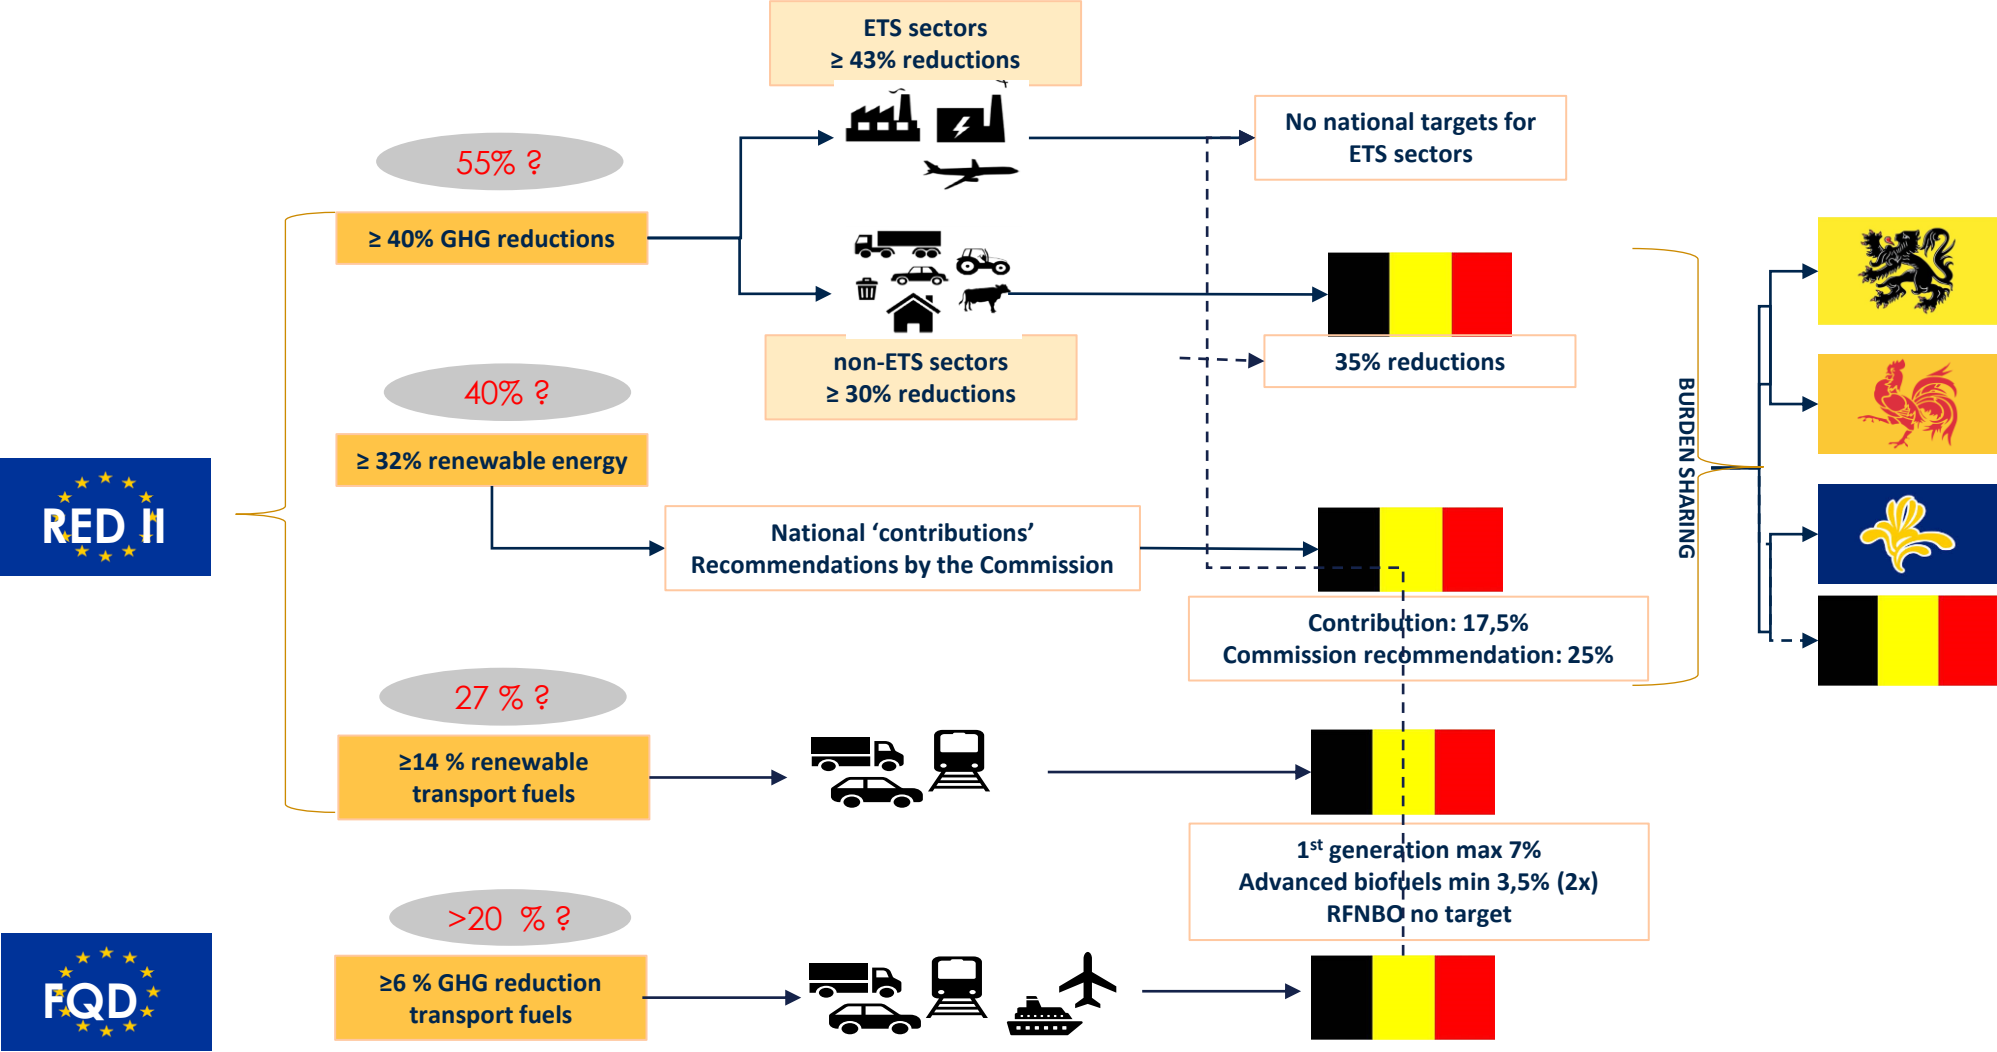 ETS sectors
≥ 43% reductions
No national targets for
ETS sectors
55% ?
≥ 40% GHG reductions
35% reductions
non-ETS sectors
≥ 30% reductions
40% ?
≥ 32% renewable energy
BURDEN SHARING
RED II
National ‘contributions’
Recommendations by the Commission
Contribution: 17,5%
Commission recommendation: 25%
27 % ?
≥14 % renewable
transport fuels
1st generation max 7%
Advanced biofuels min 3,5% (2x)
RFNBO no target
>20 % ?
FQD
≥6 % GHG reduction
transport fuels